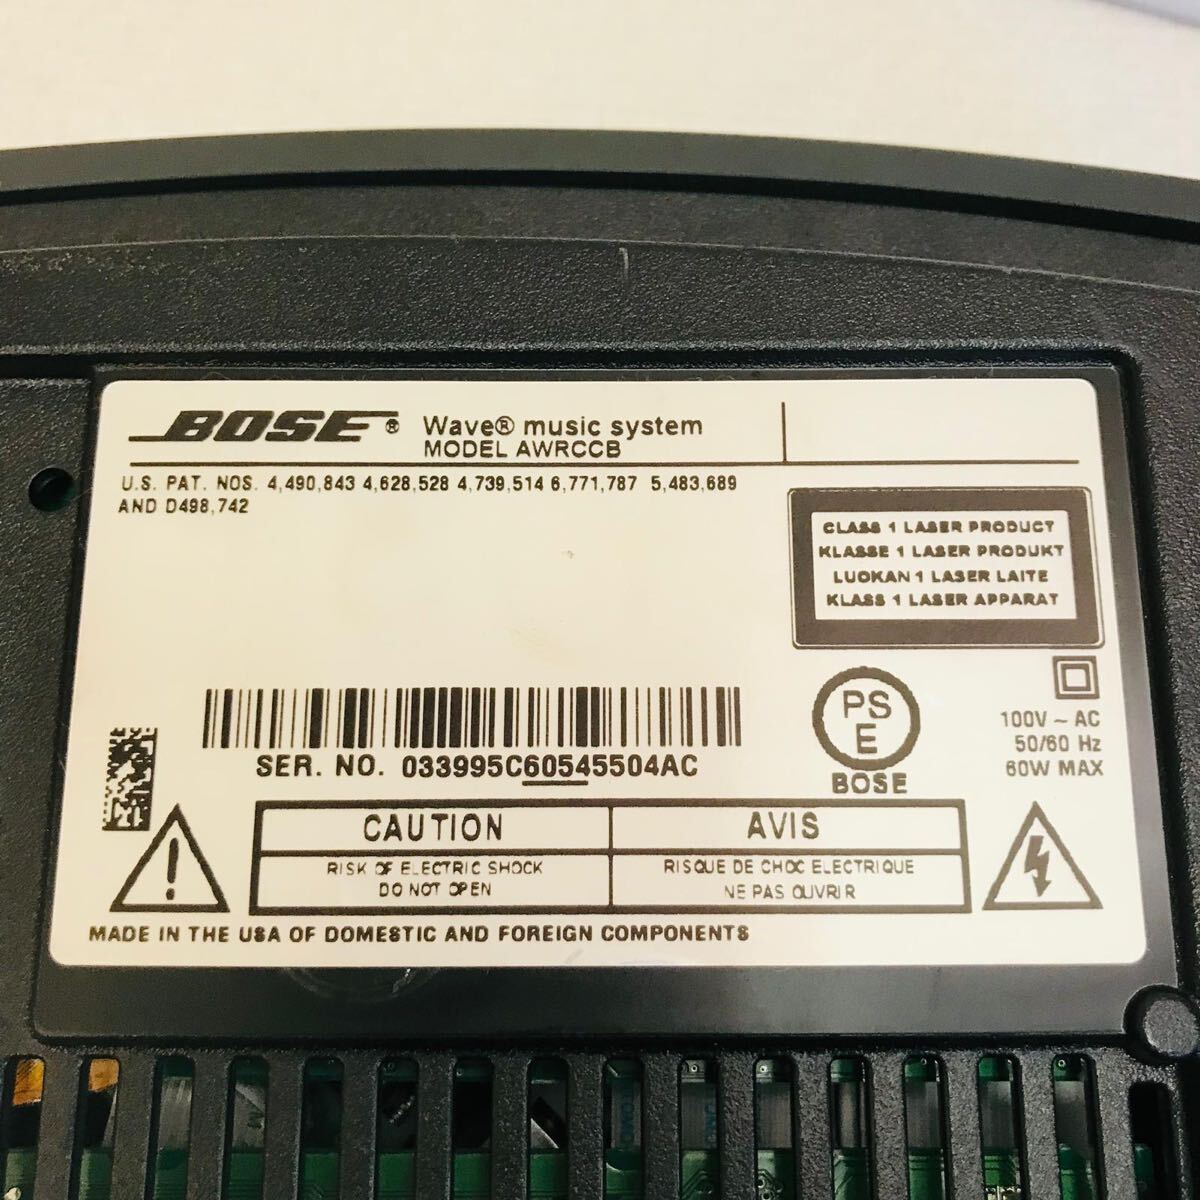 BOSE® Wave® music system
MODEL AWRCCB
U.S. PAT. NOS. 4,490,843 4,628,528 4,739,514 6,771,787 5,483,689
AND D498,742
CLASS 1 LASER PRODUCT
KLASSE 1 LASER PRODUKT
LUOKAN 1 LASER LAITE
KLASS 1 LASER APPARAT
PS
E
BOSE
100V ~ AC
50/60 Hz
60W MAX
SER. NO. 033995C60545504AC
CAUTION
RISK OF ELECTRIC SHOCK
DO NOT OPEN
AVIS
RISQUE DE CHOC ELECTRIQUE
NE PAS OUVRIR
MADE IN THE USA OF DOMESTIC AND FOREIGN COMPONENTS